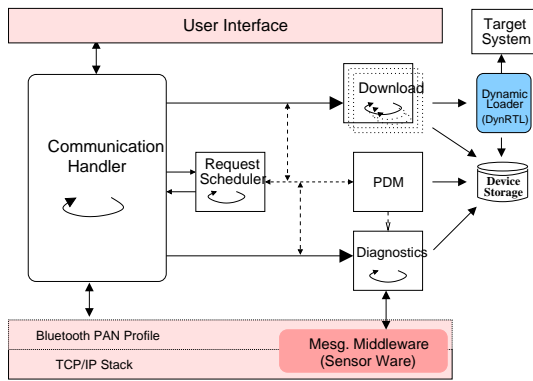 User Interface
Target
System
Download
Dynamic
Loader
(DynRTL)
Communication
Handler
Request
Scheduler
PDM
Device
Storage
Diagnostics
Bluetooth PAN Profile
Mesg. Middleware
(Sensor Ware)
TCP/IP Stack